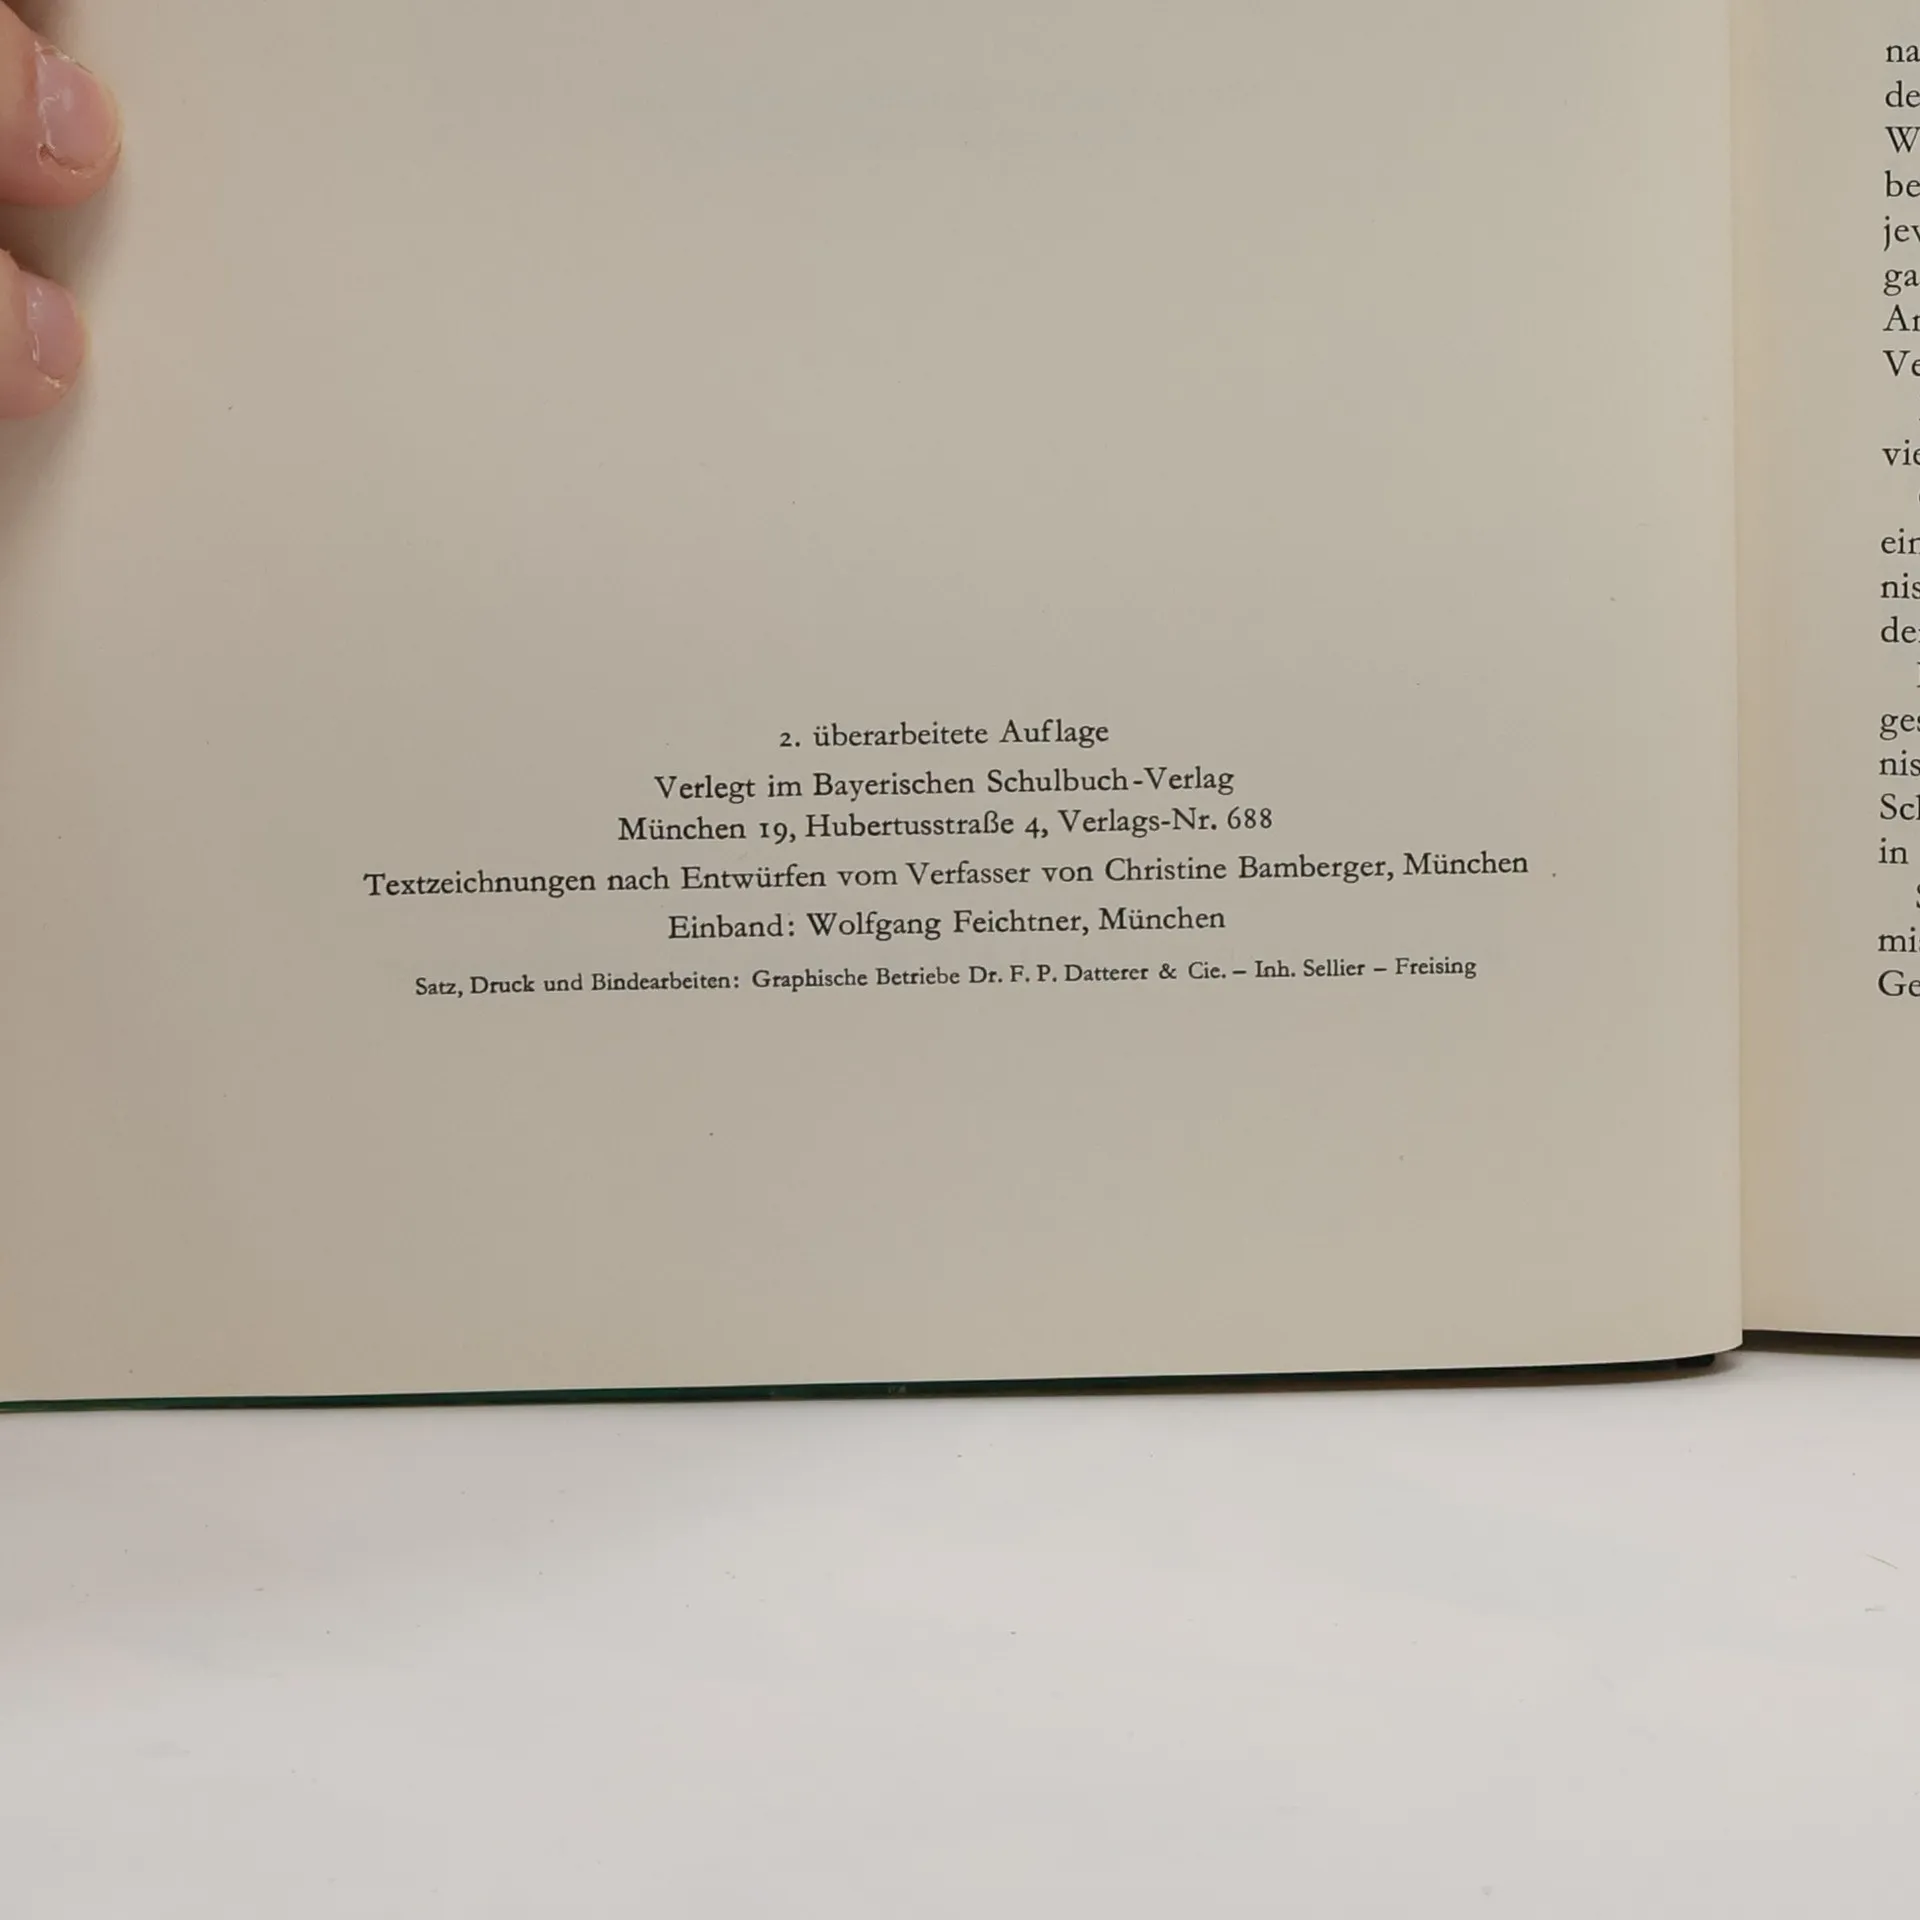 2. überarbeitete Auflage
Verlegt im Bayerischen Schulbuch-Verlag
München 19, Hubertusstraße 4, Verlags-Nr. 688
Textzeichnungen nach Entwürfen vom Verfasser von Christine Bamberger, München
Einband: Wolfgang Feichtner, München
Satz, Druck und Bindearbeiten: Graphische Betriebe Dr. F. P. Datterer & Cie. – Inh. Sellier – Freising